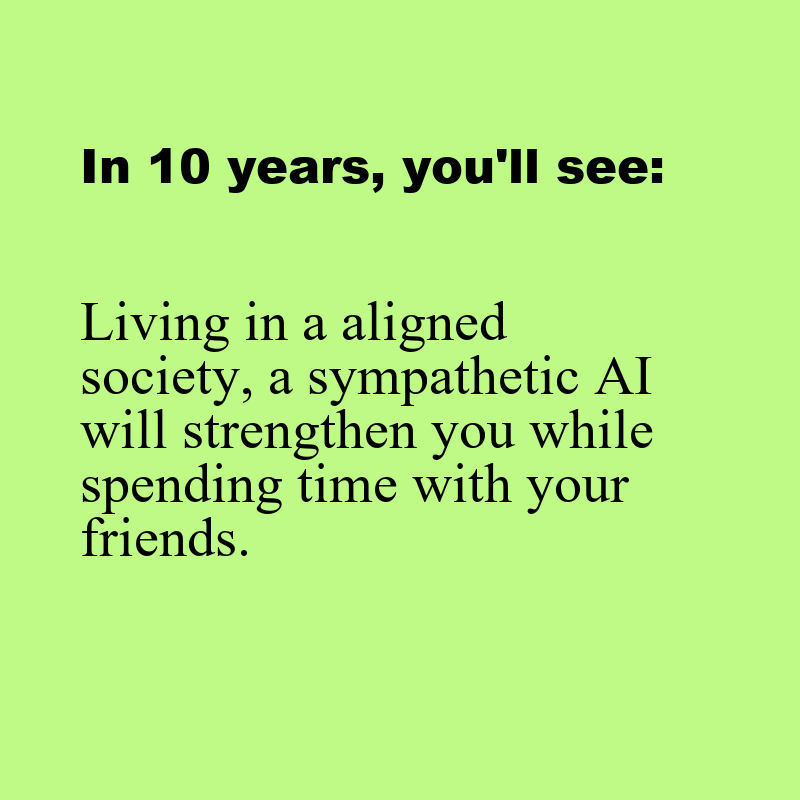 In 10 years, you'll see:
Living in a aligned
society, a sympathetic AI
will strengthen you while
spending time with your
friends.